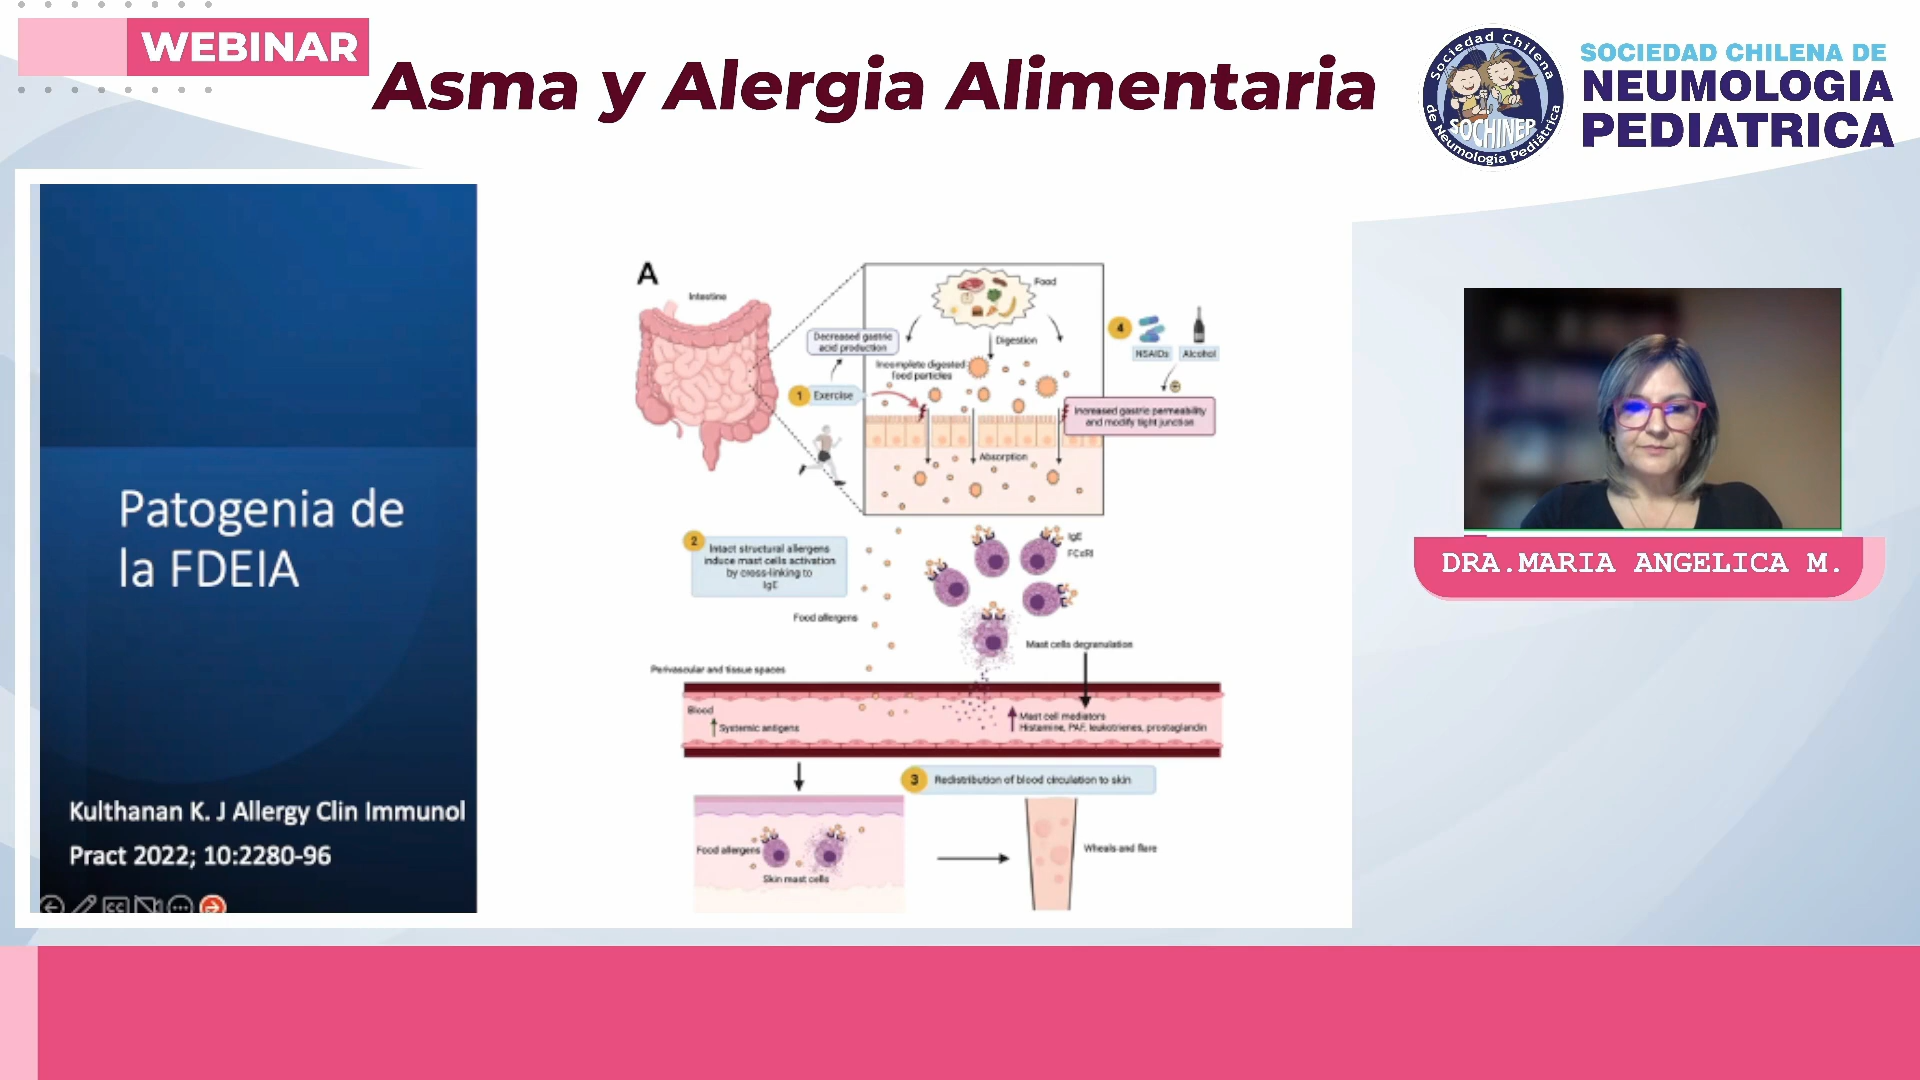 WEBINAR
Asma y Alergia Alimentaria
Sociedad Chilena
de Neumología Pediátrica
SOCHINEP
SOCIEDAD CHILENA DE
NEUMOLOGIA
PEDIATRICA
Patogenia de
la FDEIA
Kulthanan K. J Allergy Clin Immunol
Pract 2022; 10:2280-96
CC
A
Intestine
Food
Decreased gastric
acid production
Digestion
Incomplete digested
food particles
1 Exercise
4
NSAIDs
Alcohol
Increased gastric permeability
and modify tight junction
Absorption
2
Intact structural allergens
induce mast cells activation
by cross-linking to
IgE
IgE
FCεRI
Food allergens
Mast cells degranulation
Perivascular and tissue spaces
Blood
Systemic antigens
Mast cell mediators
Histamine, PAF, leukotrienes, prostaglandin
3 Redistribution of blood circulation to skin
Food allergens
Skin mast cells
Wheals and flare
DRA.MARIA ANGELICA M.